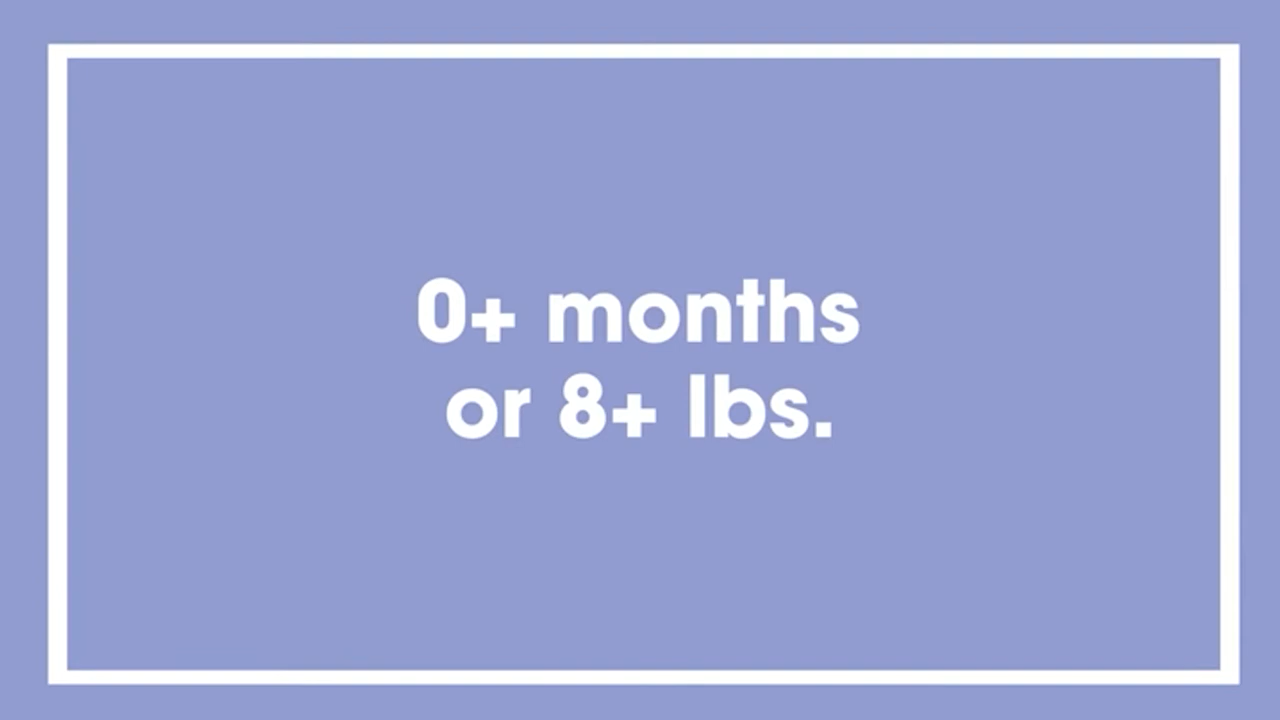 0+ months
or 8+ lbs.